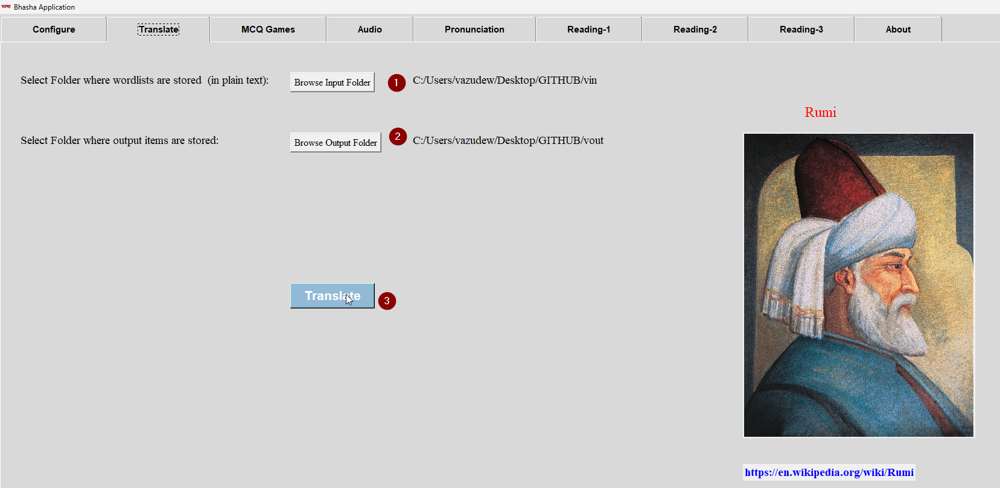 भाषा Bhasha Application
Configure Translate MCQ Games Audio Pronunciation Reading-1 Reading-2 Reading-3 About
Select Folder where wordlists are stored (in plain text): Browse Input Folder 1 C:/Users/vazudew/Desktop/GITHUB/vin
Rumi
Select Folder where output items are stored: Browse Output Folder 2 C:/Users/vazudew/Desktop/GITHUB/vout
Translate 3
https://en.wikipedia.org/wiki/Rumi